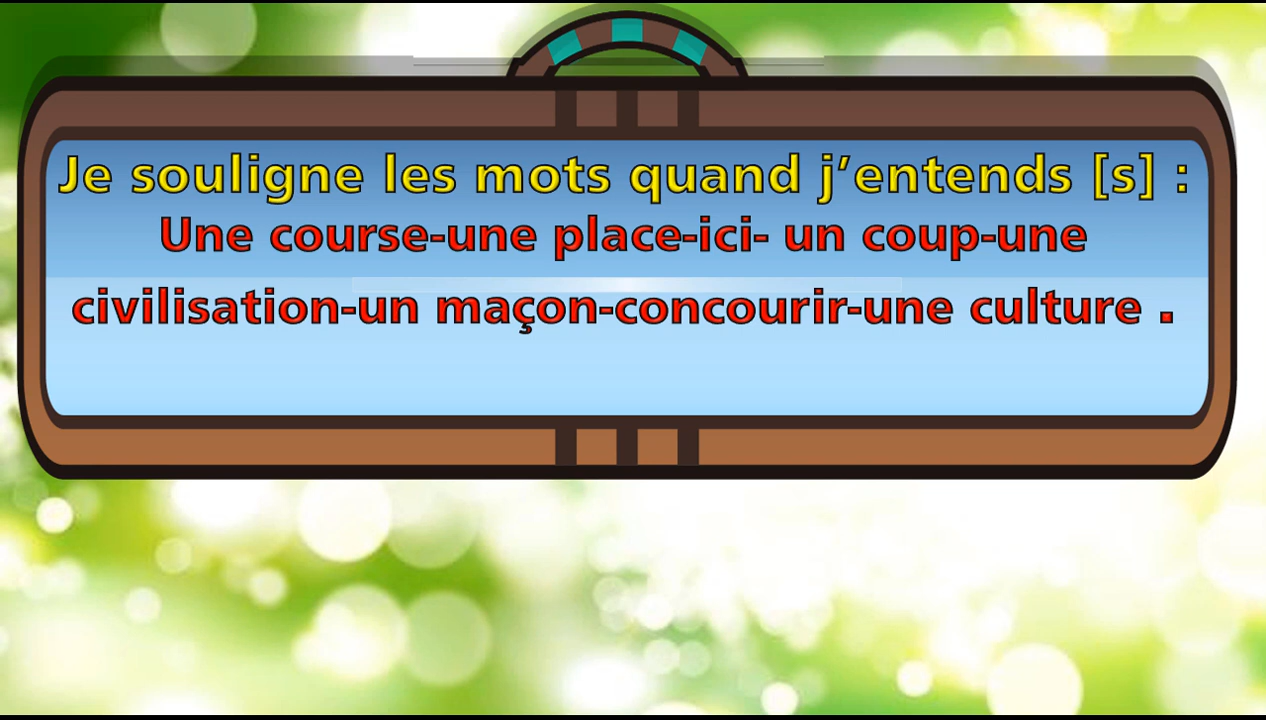 Je souligne les mots quand j’entends [s] :
Une course-une place-ici- un coup-une
civilisation-un maçon-concourir-une culture .